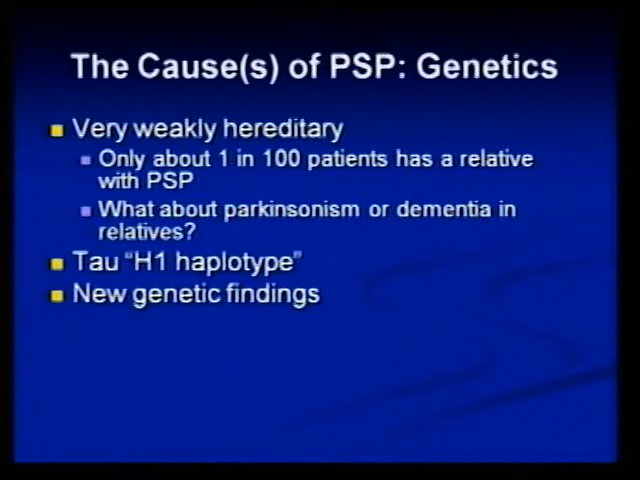 The Cause(s) of PSP: Genetics
Very weakly hereditary
Only about 1 in 100 patients has a relative
with PSP
What about parkinsonism or dementia in
relatives?
Tau "H1 haplotype"
New genetic findings